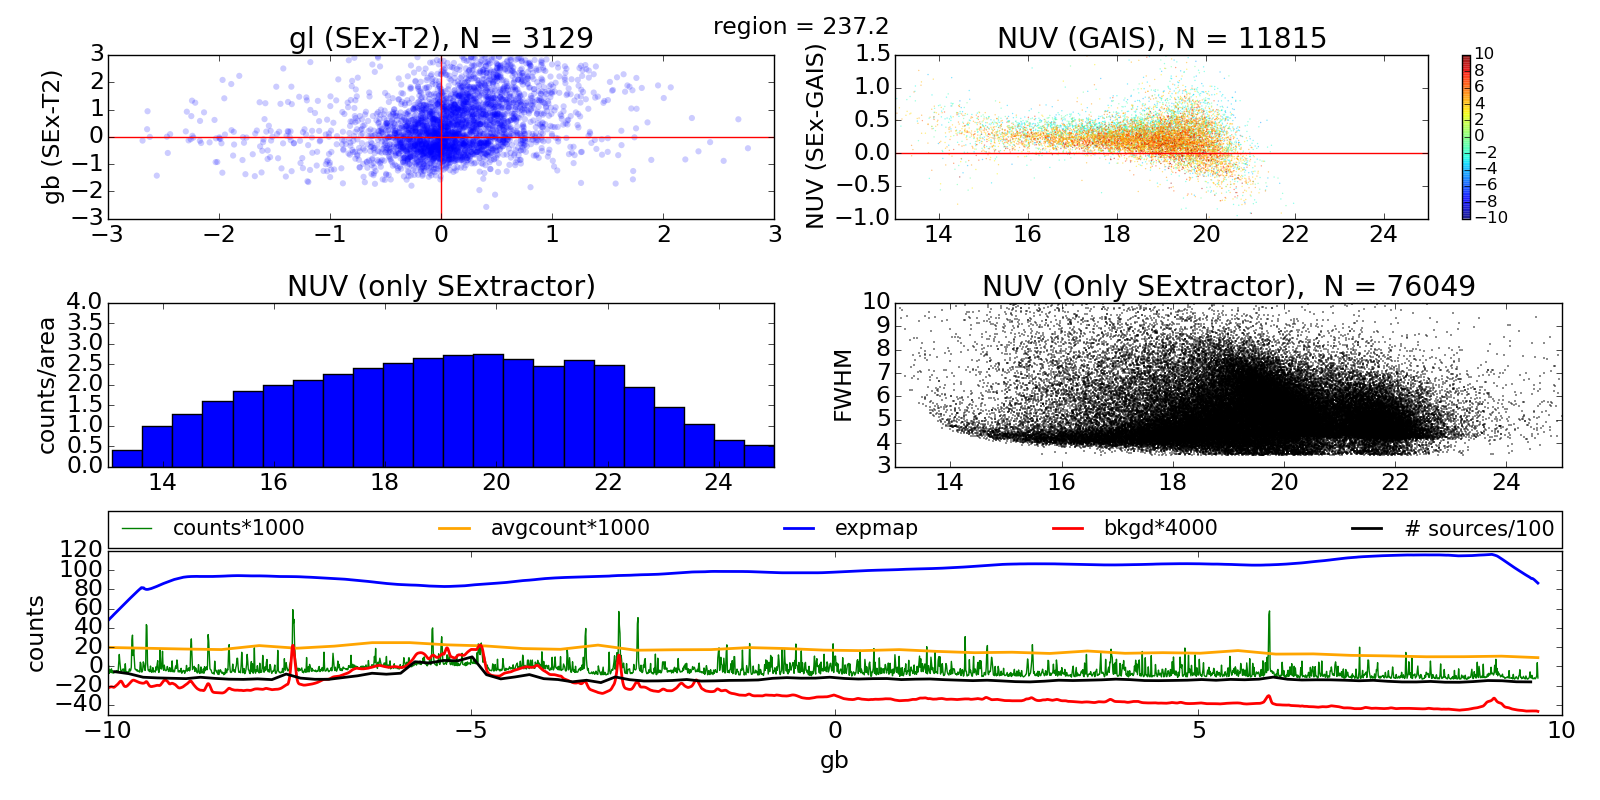 region = 237.2
gl (SEx-T2), N = 3129
gb (SEx-T2)
3
2
1
0
−1
−2
−3
−3 −2 −1 0 1 2 3
NUV (GAIS), N = 11815
NUV (SEx-GAIS)
1.5
1.0
0.5
0.0
−0.5
−1.0
14 16 18 20 22 24
10
8
6
4
2
0
−2
−4
−6
−8
−10
NUV (only SExtractor)
counts/area
4.0
3.5
3.0
2.5
2.0
1.5
1.0
0.5
0.0
14 16 18 20 22 24
NUV (Only SExtractor), N = 76049
FWHM
10
9
8
7
6
5
4
3
14 16 18 20 22 24
counts*1000 avgcount*1000 expmap bkgd*4000 # sources/100
counts
120
100
80
60
40
20
0
−20
−40
−10 −5 0 5 10
gb